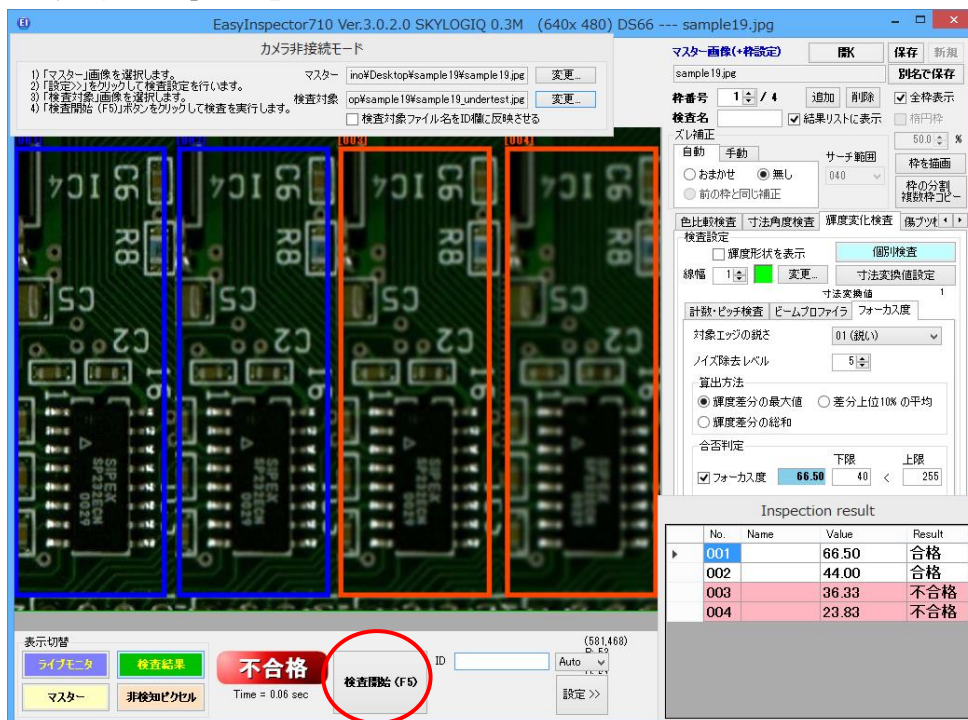 EasyInspector710 Ver.3.0.2.0 SKYLOGIQ 0.3M (640x 480) DS66 --- sample19.jpg
カメラ非接続モード
1)「マスター」画像を選択します。
2)「設定>>」をクリックして検査設定を行います。
3)「検査対象」画像を選択します。
4)「検査開始 (F5)」ボタンをクリックして検査を実行します。
マスター ino¥Desktop¥sample19¥sample19.jpg 変更...
検査対象 op¥sample19¥sample19_undertest.jpg 変更...
検査対象ファイル名をID欄に反映させる
マスター画像(+枠設定) 開く 保存 新規
sample19.jpg 別名で保存
枠番号 1 / 4 追加 削除 全枠表示
検査名 結果リストに表示 楕円枠
ズレ補正 50.0 %
自動 手動 サーチ範囲 枠を描画
おまかせ 無し 040
前の枠と同じ補正 枠の分割
複数枠コピー
色比較検査 寸法角度検査 輝度変化検査 傷ブツ
検査設定
輝度形状を表示 個別検査
線幅 1 変更... 寸法変換値設定
寸法変換値 1
計数・ピッチ検査 ビームプロファイラ フォーカス度
対象エッジの鋭さ 01 (鋭い)
ノイズ除去レベル 5
算出方法
輝度差分の最大値 差分上位10% の平均
輝度差分の総和
合否判定
下限 上限
フォーカス度 66.50 40 < 255
[003] [004]
IC4 C6 R8
C5
C2
16
SIPEX
SP232ECN
0029
Inspection result
No. Name Value Result
001 66.50 合格
002 44.00 合格
003 36.33 不合格
004 23.83 不合格
表示切替
ライブモニタ 検査結果
マスター 非検知ピクセル
不合格
Time = 0.06 sec
検査開始 (F5)
ID
(581,468)
Auto
設定 >>